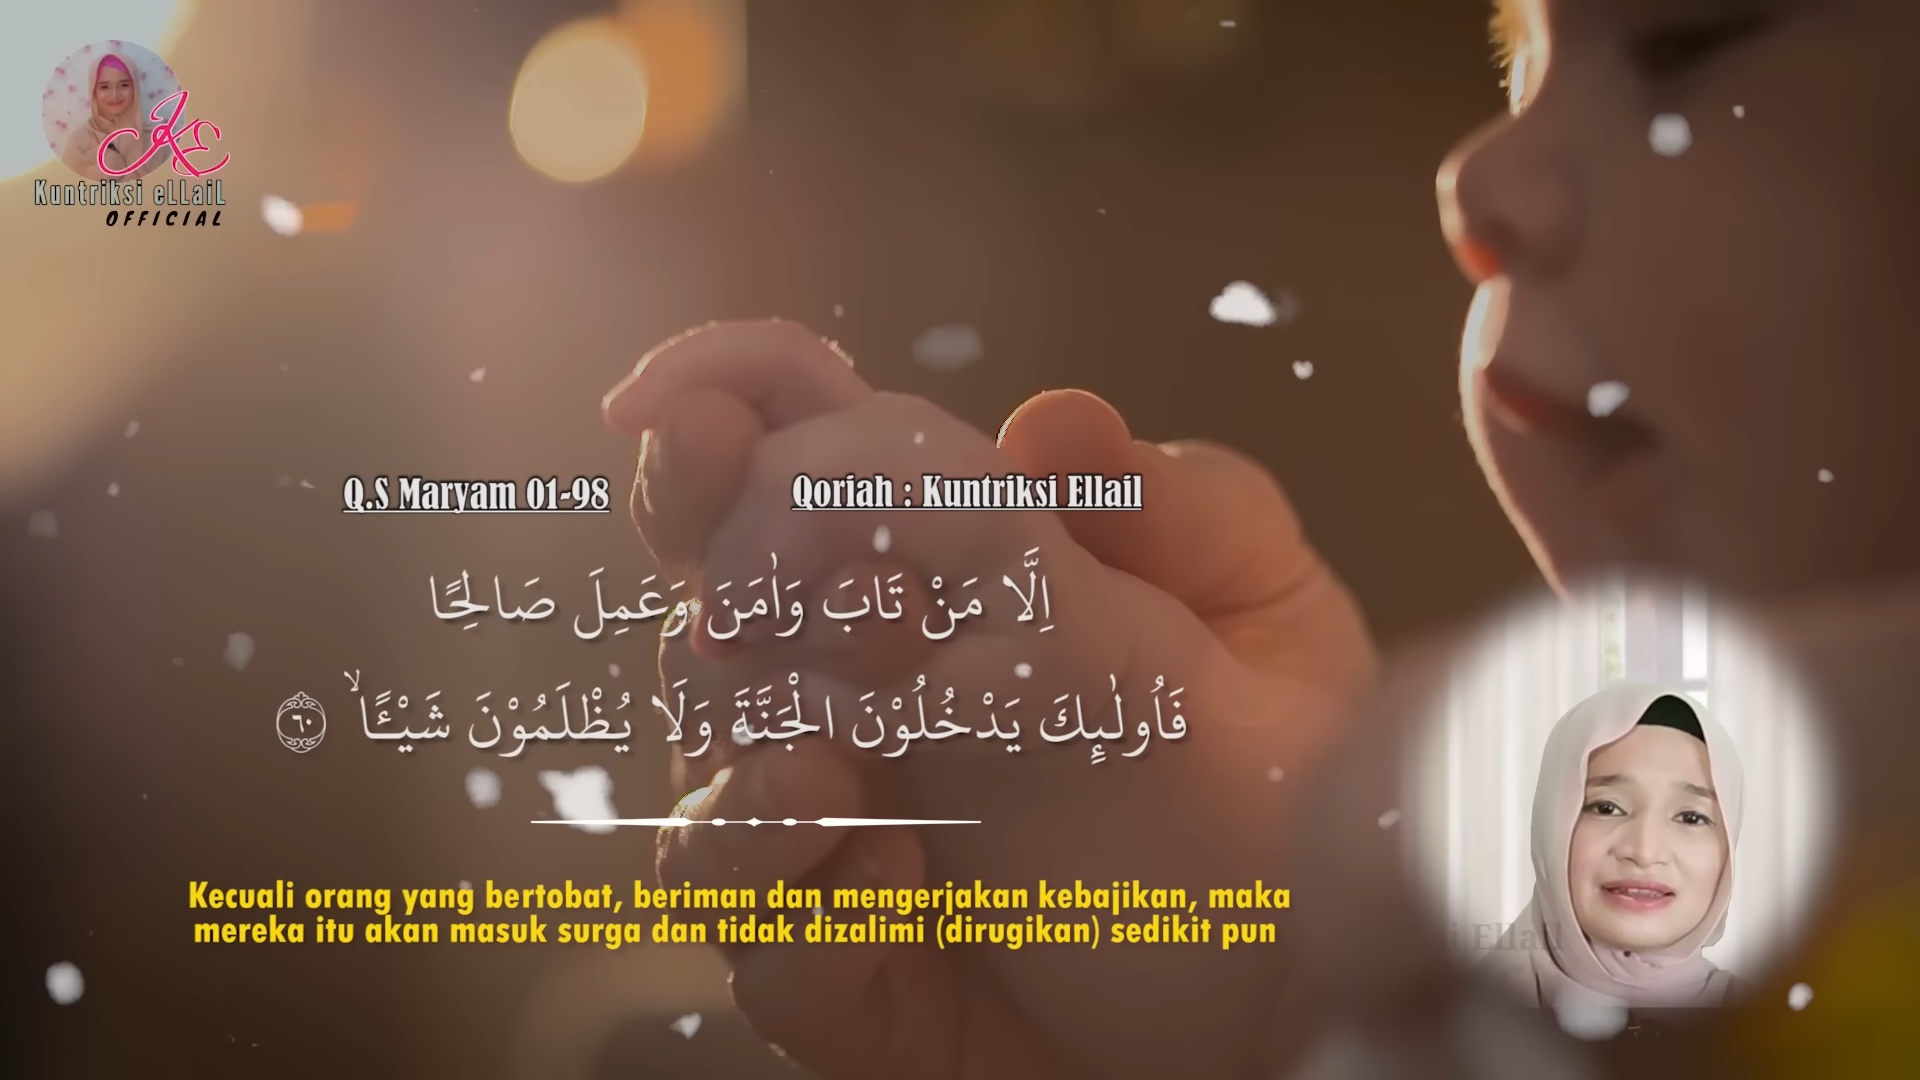 Kuntriksi eLLaiL
OFFICIAL
Q.S Maryam 01-98
Qoriah : Kuntriksi Ellail
اِلَّا مَنْ تَابَ وَاٰمَنَ وَعَمِلَ صَالِحًا
فَاُولٰۤىِٕكَ يَدْخُلُوْنَ الْجَنَّةَ وَلَا يُظْلَمُوْنَ شَيْـًٔاۙ ٦٠
Kecuali orang yang bertobat, beriman dan mengerjakan kebajikan, maka
mereka itu akan masuk surga dan tidak dizalimi (dirugikan) sedikit pun
i Ellail